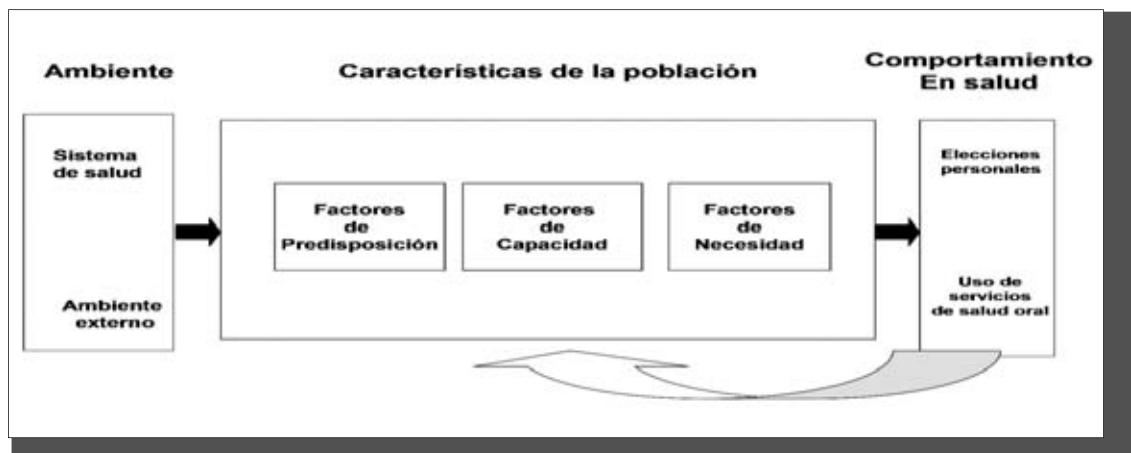 Ambiente
Características de la población
Comportamiento
En salud
Sistema
de salud
Ambiente
externo
Factores
de
Predisposición
Factores
de
Capacidad
Factores
de
Necesidad
Elecciones
personales
Uso de
servicios
de salud oral